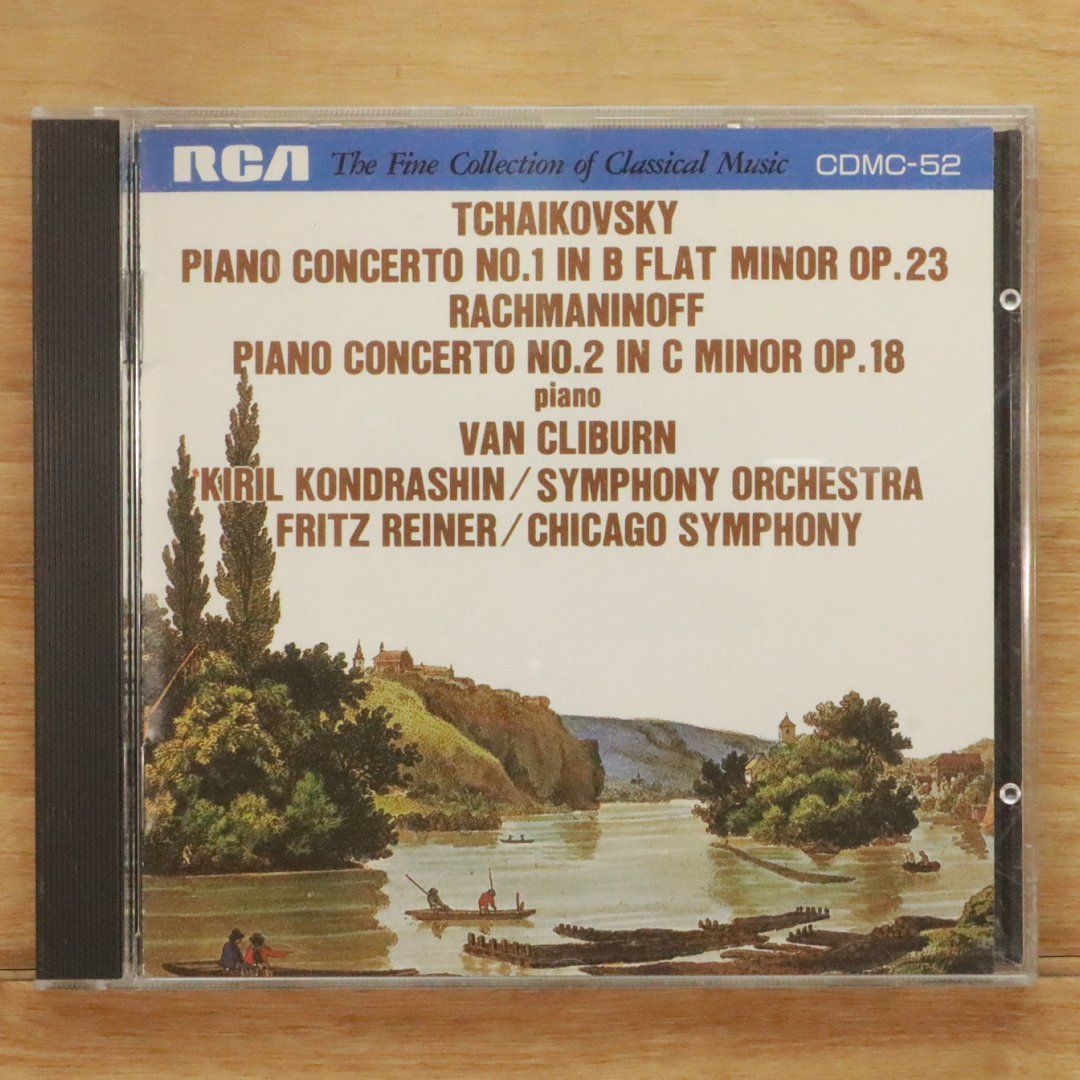 RCA The Fine Collection of Classical Music CDMC-52
TCHAIKOVSKY
PIANO CONCERTO NO.1 IN B FLAT MINOR OP.23
RACHMANINOFF
PIANO CONCERTO NO.2 IN C MINOR OP.18
piano
VAN CLIBURN
KIRIL KONDRASHIN/SYMPHONY ORCHESTRA
FRITZ REINER/CHICAGO SYMPHONY